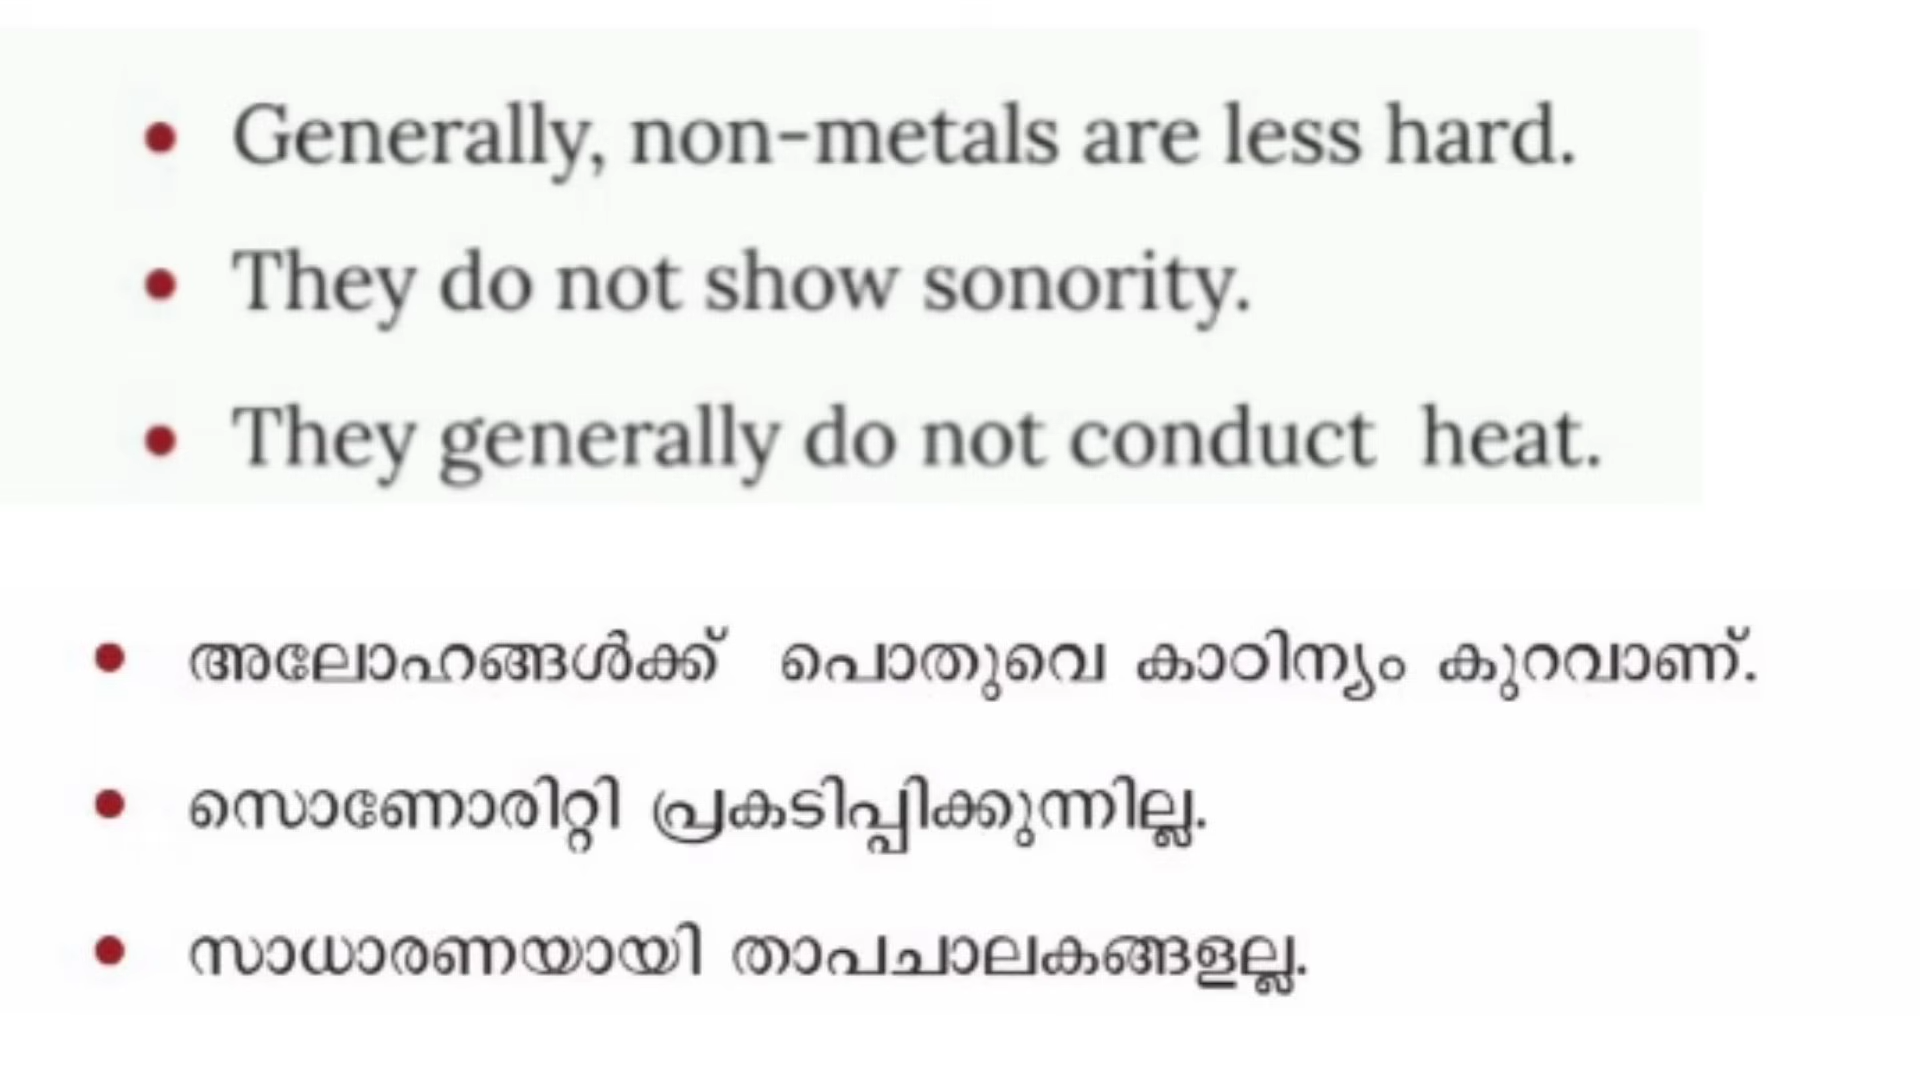 • Generally, non-metals are less hard.
• They do not show sonority.
• They generally do not conduct heat.
• അലോഹങ്ങൾക്ക് പൊതുവെ കാഠിന്യം കുറവാണ്.
• സൊണോരിറ്റി പ്രകടിപ്പിക്കുന്നില്ല.
• സാധാരണയായി താപചാലകങ്ങളല്ല.